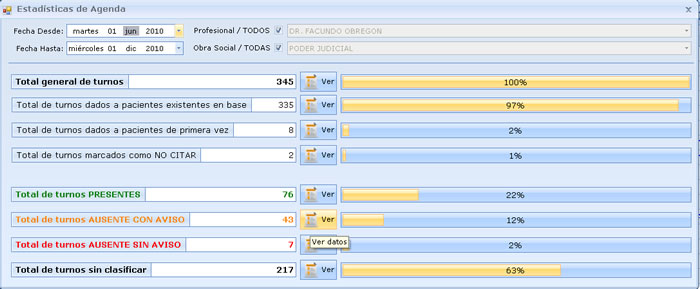 Estadísticas de Agenda
Fecha Desde: martes 01 jun 2010 Profesional / TODOS DR. FACUNDO OBREGON
Fecha Hasta: miércoles 01 dic 2010 Obra Social / TODAS PODER JUDICIAL
Total general de turnos 345 Ver 100%
Total de turnos dados a pacientes existentes en base 335 Ver 97%
Total de turnos dados a pacientes de primera vez 8 Ver 2%
Total de turnos marcados como NO CITAR 2 Ver 1%
Total de turnos PRESENTES 76 Ver 22%
Total de turnos AUSENTE CON AVISO 43 Ver 12%
Total de turnos AUSENTE SIN AVISO 7 Ver 2%
Ver datos
Total de turnos sin clasificar 217 Ver 63%